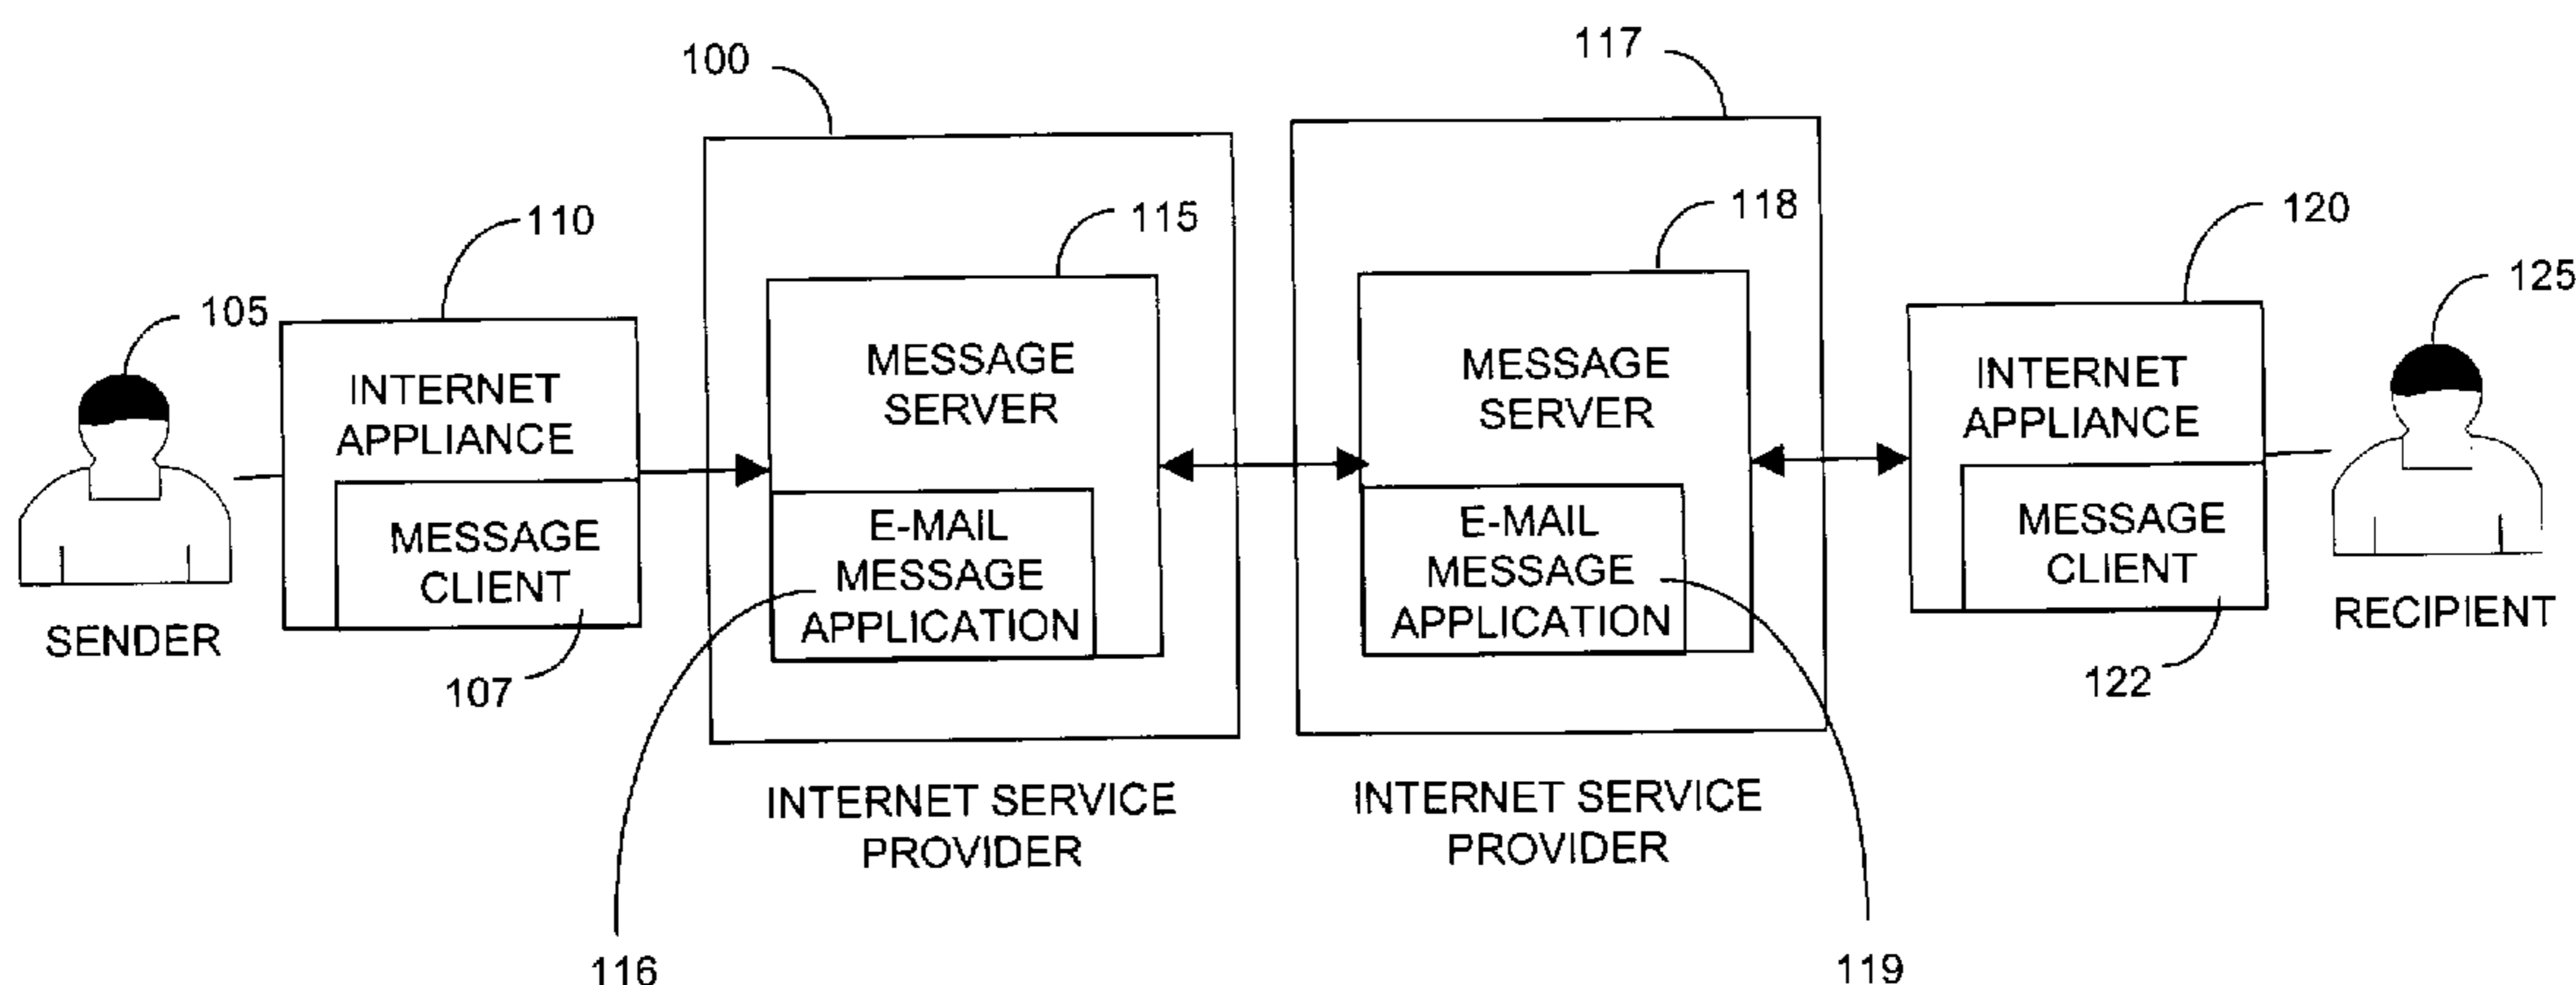 117
100
110
115
118
120
105
125
INTERNET
APPLIANCE
MESSAGE
SERVER
MESSAGE
SERVER
INTERNET
APPLIANCE
MESSAGE
CLIENT
E-MAIL
MESSAGE
APPLICATION
E-MAIL
MESSAGE
APPLICATION
MESSAGE
CLIENT
SENDER
RECIPIENT
107
122
INTERNET SERVICE
PROVIDER
INTERNET SERVICE
PROVIDER
116
119